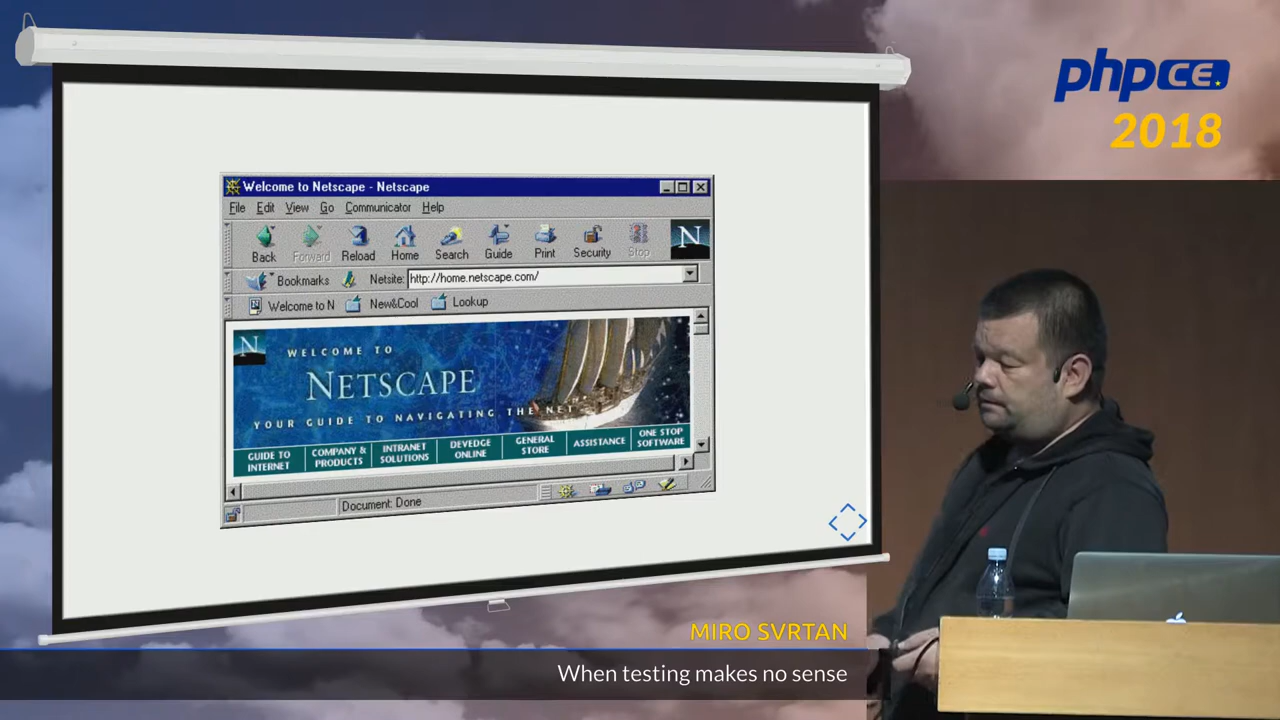 phpCE
2018
Welcome to Netscape - Netscape
File Edit View Go Communicator Help
Back Forward Reload Home Search Guide Print Security Stop
N
Bookmarks Netsite: http://home.netscape.com/
Welcome to N New&Cool Lookup
N
WELCOME TO
NETSCAPE
YOUR GUIDE TO NAVIGATING THE NET
GUIDE TO INTERNET
COMPANY & PRODUCTS
INTRANET SOLUTIONS
DEVEDGE ONLINE
GENERAL STORE
ASSISTANCE
ONE STOP SOFTWARE
Document: Done
MIRO SVRTAN
When testing makes no sense